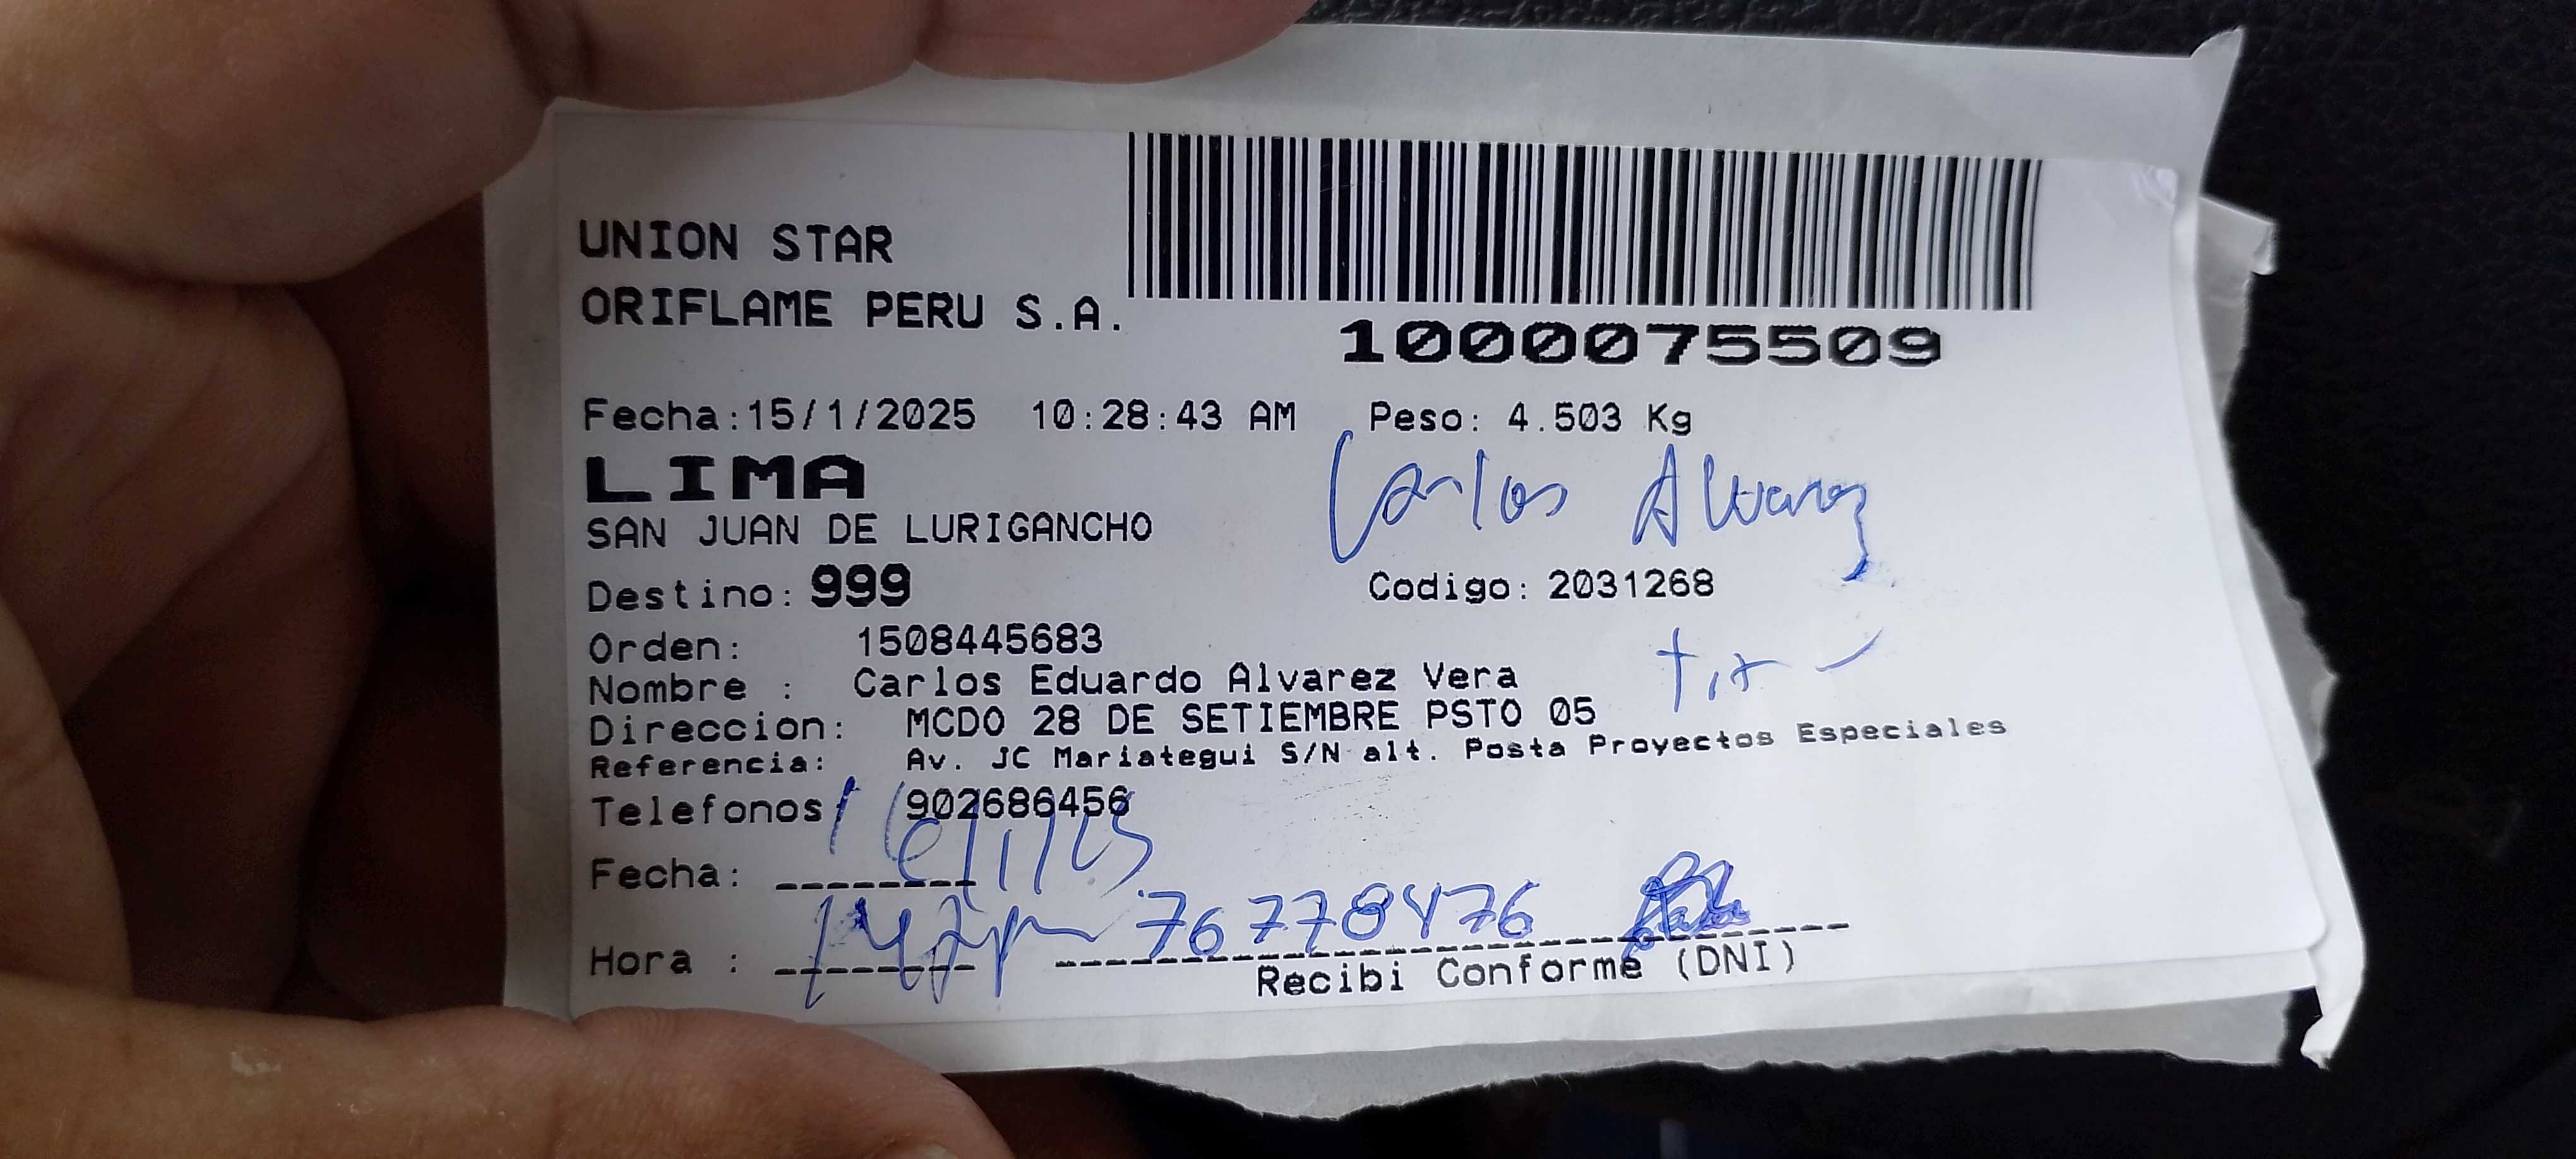 UNION STAR
ORIFLAME PERU S.A.
1000075509
Fecha:15/1/2025 10:28:43 AM Peso: 4.503 Kg
LIMA
Carlos Alvarez
SAN JUAN DE LURIGANCHO
Destino: 999 Codigo: 2031268
Orden: 1508445683
Nombre : Carlos Eduardo Alvarez Vera
Direccion: MCDO 28 DE SETIEMBRE PSTO 05
Referencia: Av. JC Mariategui S/N alt. Posta Proyectos Especiales
Telefonos 902686456
Fecha:
Hora : 76778476
Recibi Conforme (DNI)